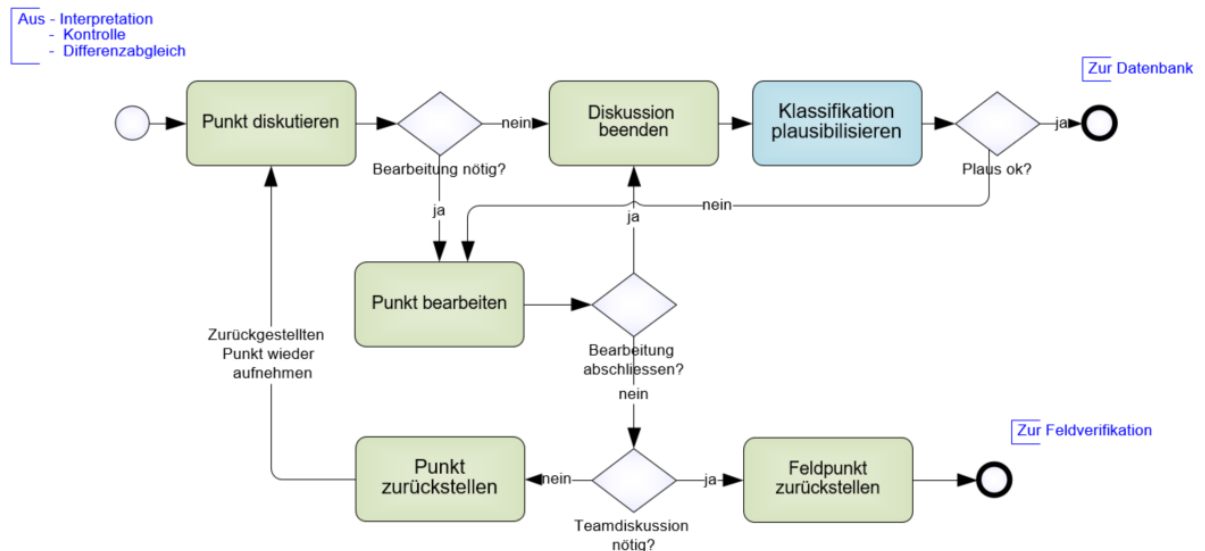 Aus - Interpretation
- Kontrolle
- Differenzabgleich
Zur Datenbank
Punkt diskutieren
nein
Diskussion
beenden
Klassifikation
plausibilisieren
ja
Bearbeitung nötig?
Plaus ok?
ja
ja
nein
Punkt bearbeiten
Zurückgestellten
Punkt wieder
aufnehmen
Bearbeitung
abschliessen?
nein
Zur Feldverifikation
Punkt
zurückstellen
nein
ja
Feldpunkt
zurückstellen
Teamdiskussion
nötig?